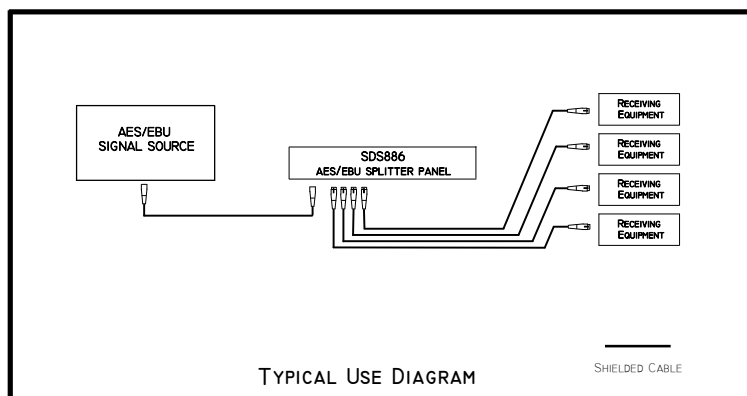 AES/EBU
SIGNAL SOURCE
SDS886
AES/EBU SPLITTER PANEL
RECEIVING
EQUIPMENT
RECEIVING
EQUIPMENT
RECEIVING
EQUIPMENT
RECEIVING
EQUIPMENT
TYPICAL USE DIAGRAM
SHIELDED CABLE